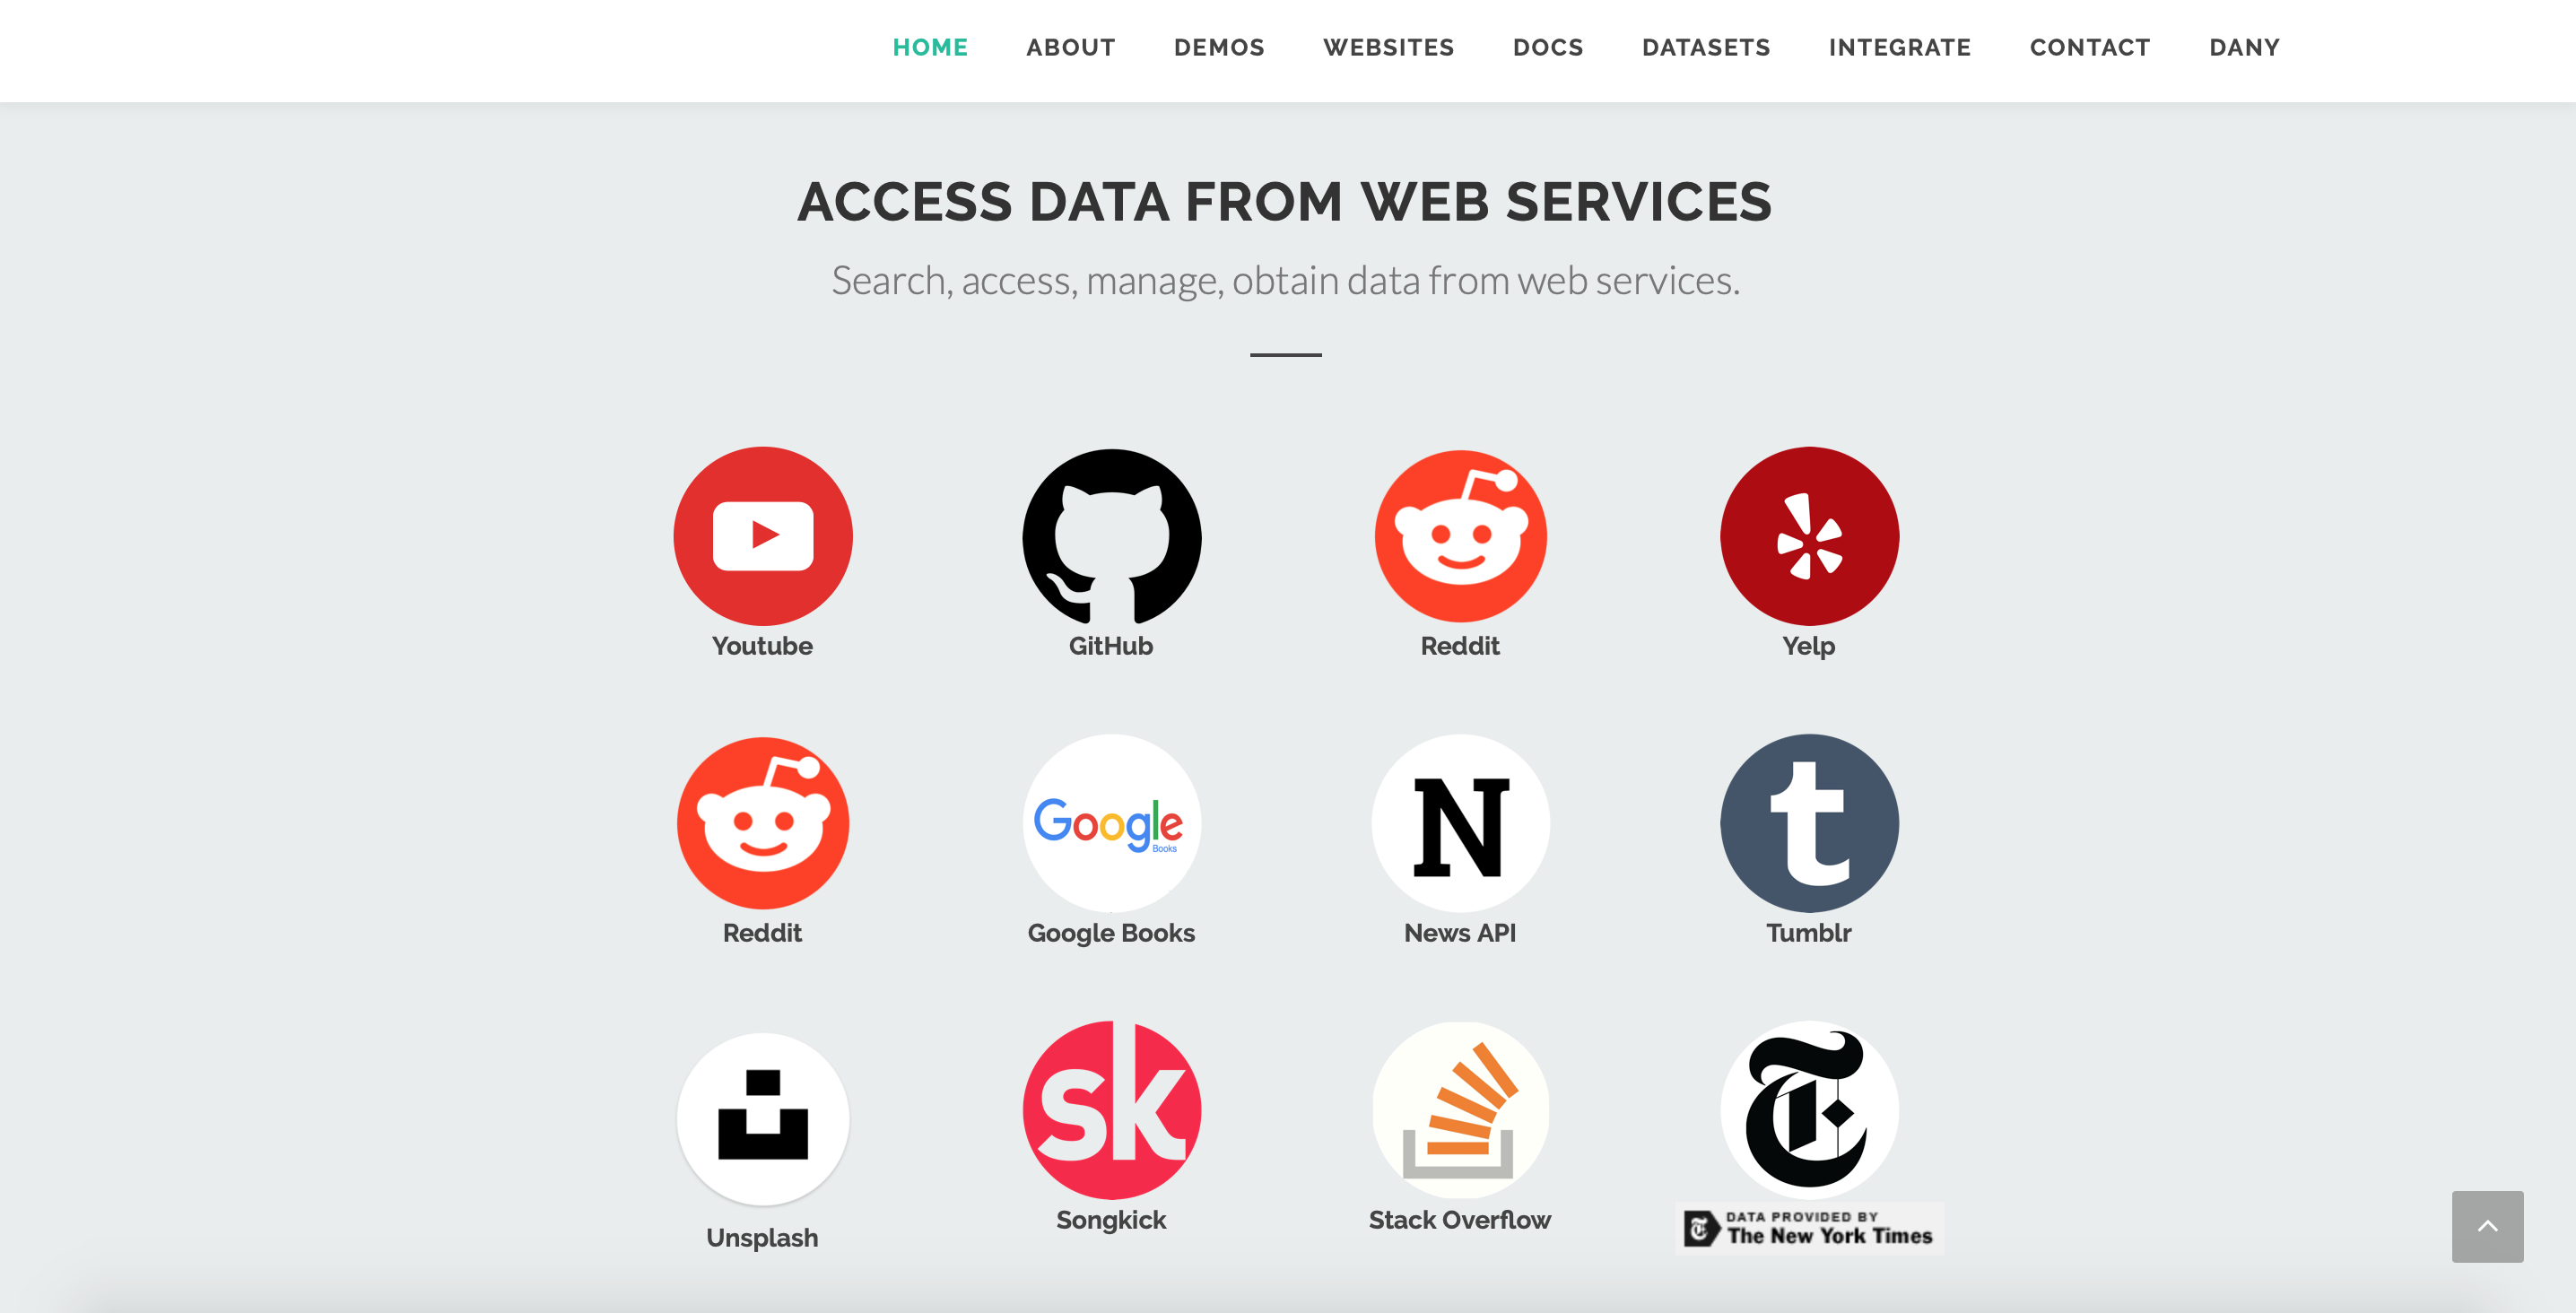 HOME ABOUT DEMOS WEBSITES DOCS DATASETS INTEGRATE CONTACT DANY
ACCESS DATA FROM WEB SERVICES
Search, access, manage, obtain data from web services.
Youtube GitHub Reddit Yelp
Google Books
N
t
Reddit Google Books News API Tumblr
sk
T
Unsplash Songkick Stack Overflow
T DATA PROVIDED BY
The New York Times